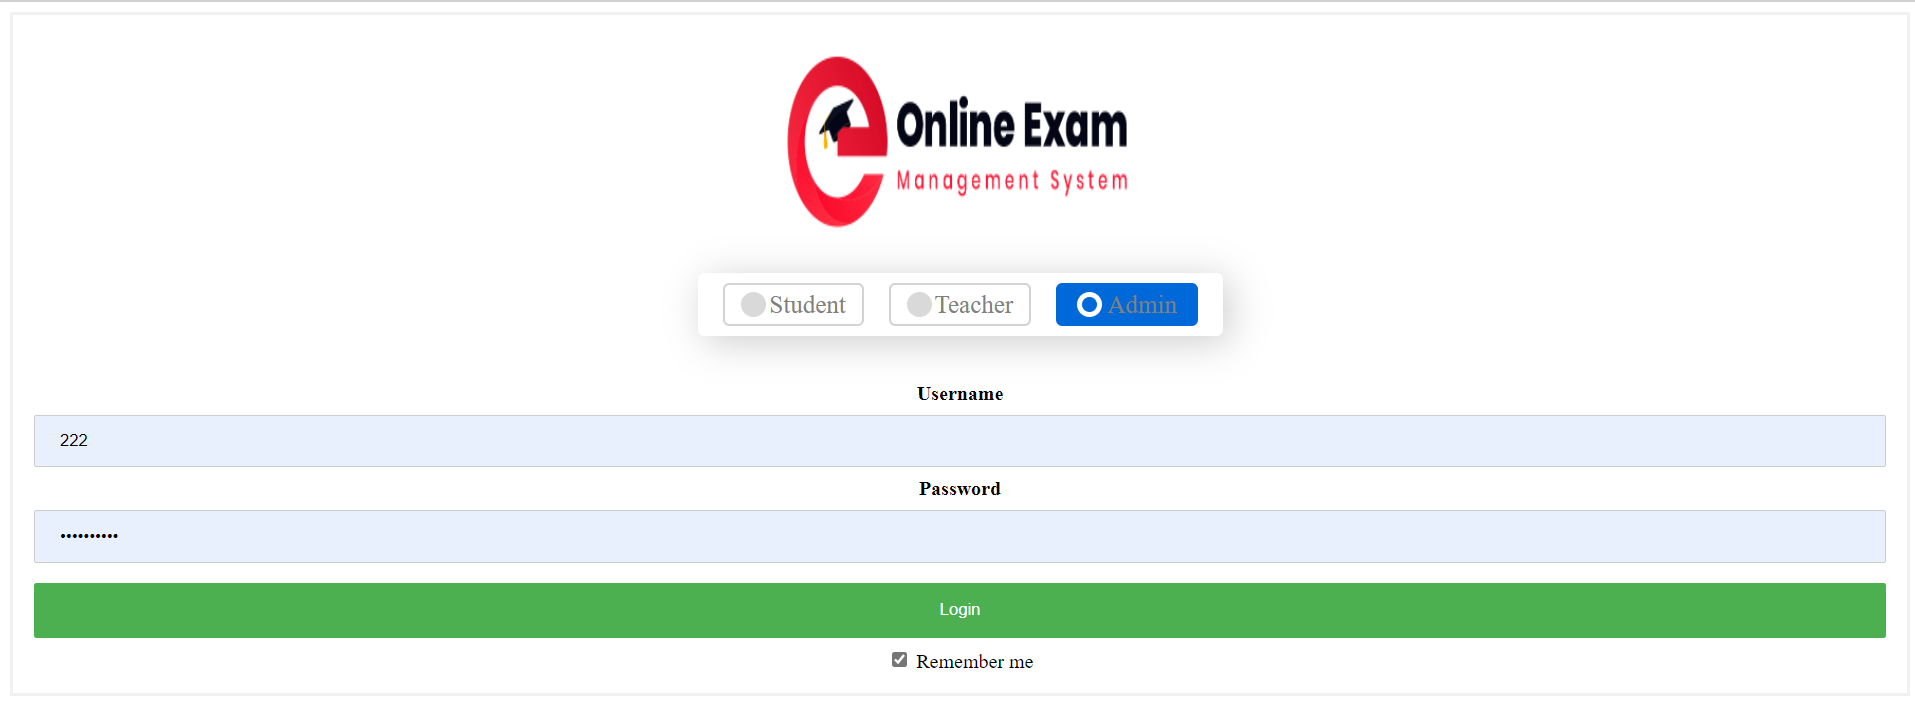 Online Exam
Management System
Student Teacher Admin
Username
222
Password
••••••••••
Login
Remember me